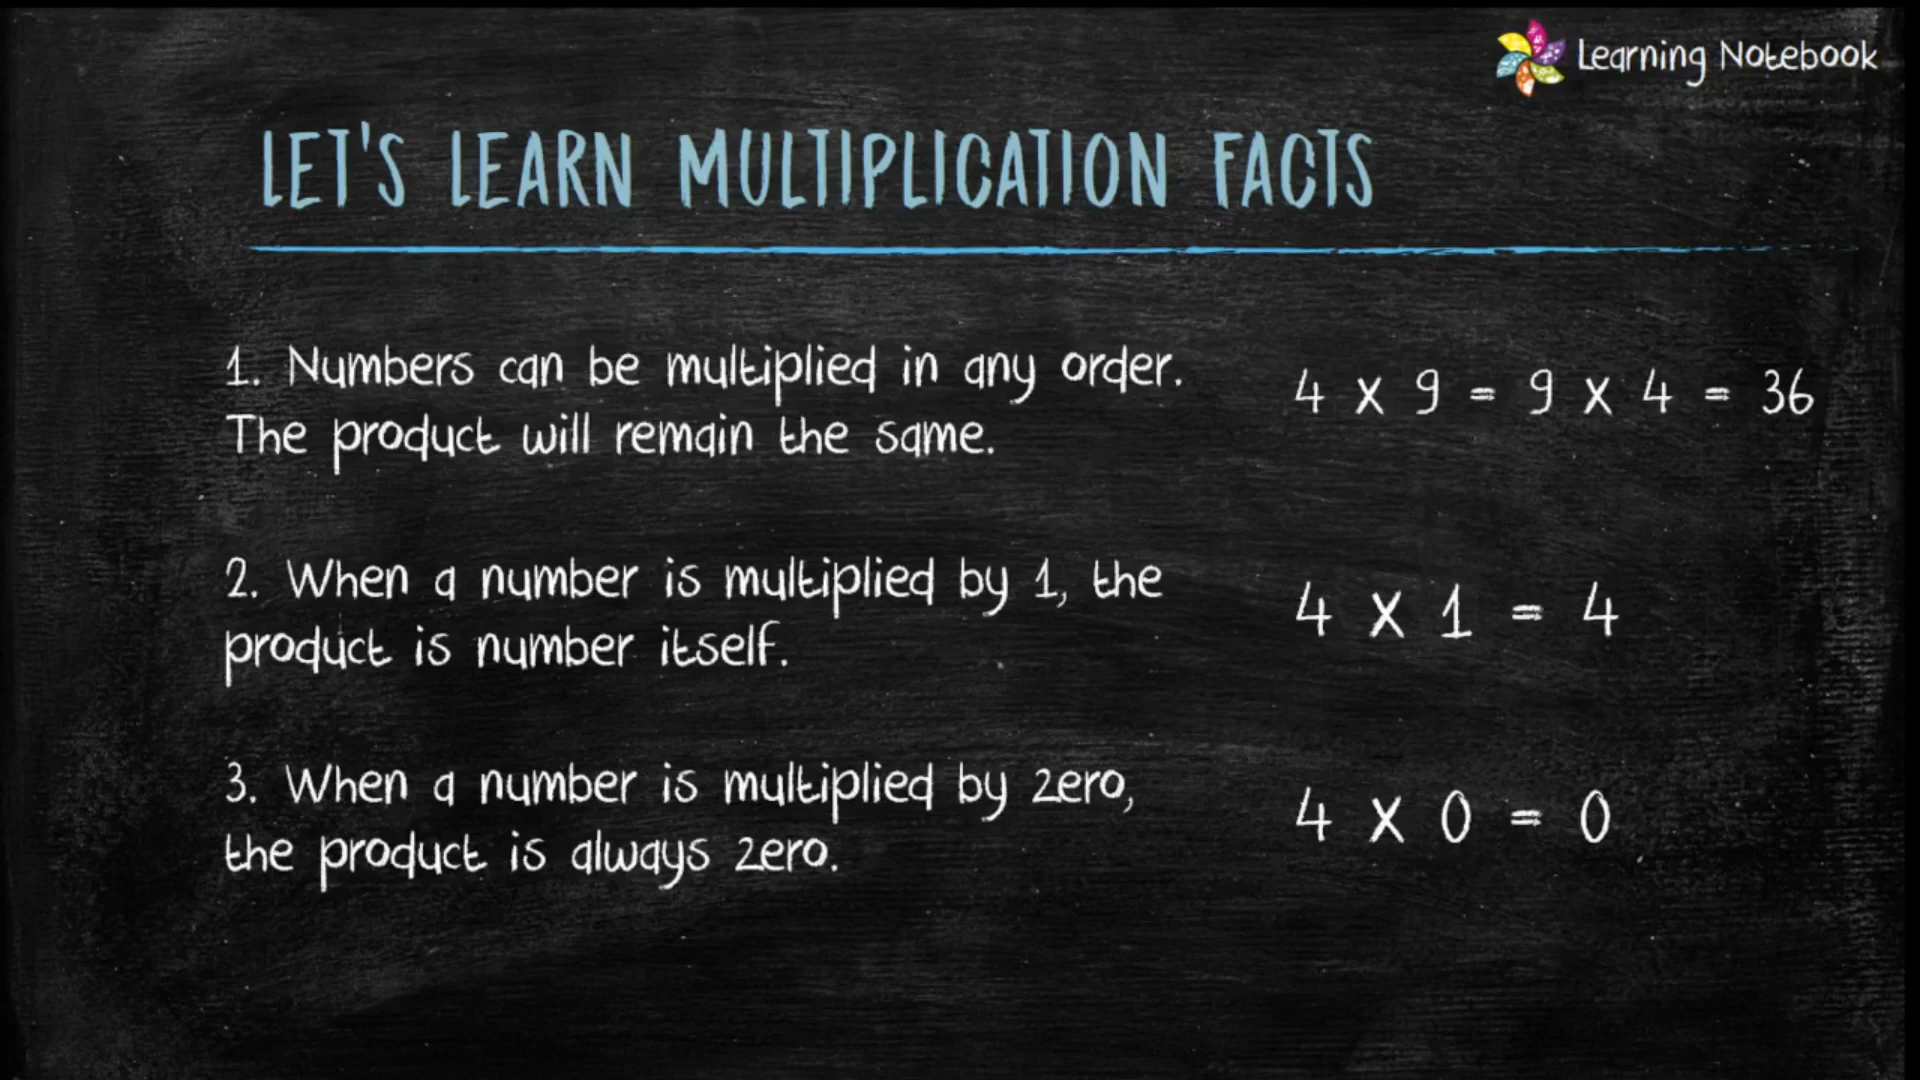 Learning Notebook
LET'S LEARN MULTIPLICATION FACTS
1. Numbers can be multiplied in any order.
The product will remain the same.
4 x 9 = 9 x 4 = 36
2. When a number is multiplied by 1, the
product is number itself.
4 x 1 = 4
3. When a number is multiplied by zero,
the product is always zero.
4 x 0 = 0